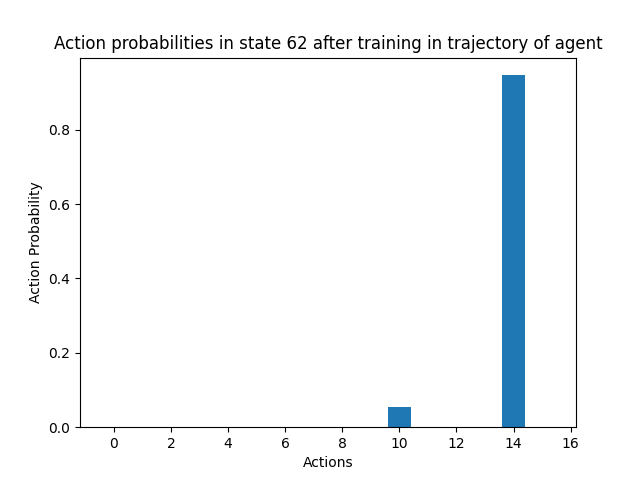 Action probabilities in state 62 after training in trajectory of agent
Action Probability
0.8
0.6
0.4
0.2
0.0
0 2 4 6 8 10 12 14 16
Actions